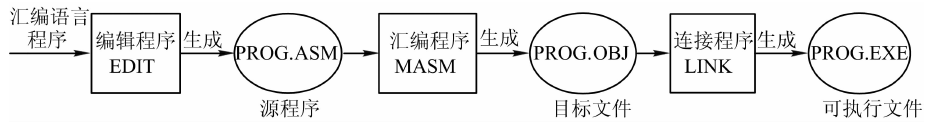 汇编语言
程序
编辑程序
EDIT
生成
PROG.ASM
源程序
汇编程序
MASM
生成
PROG.OBJ
目标文件
连接程序
LINK
生成
PROG.EXE
可执行文件